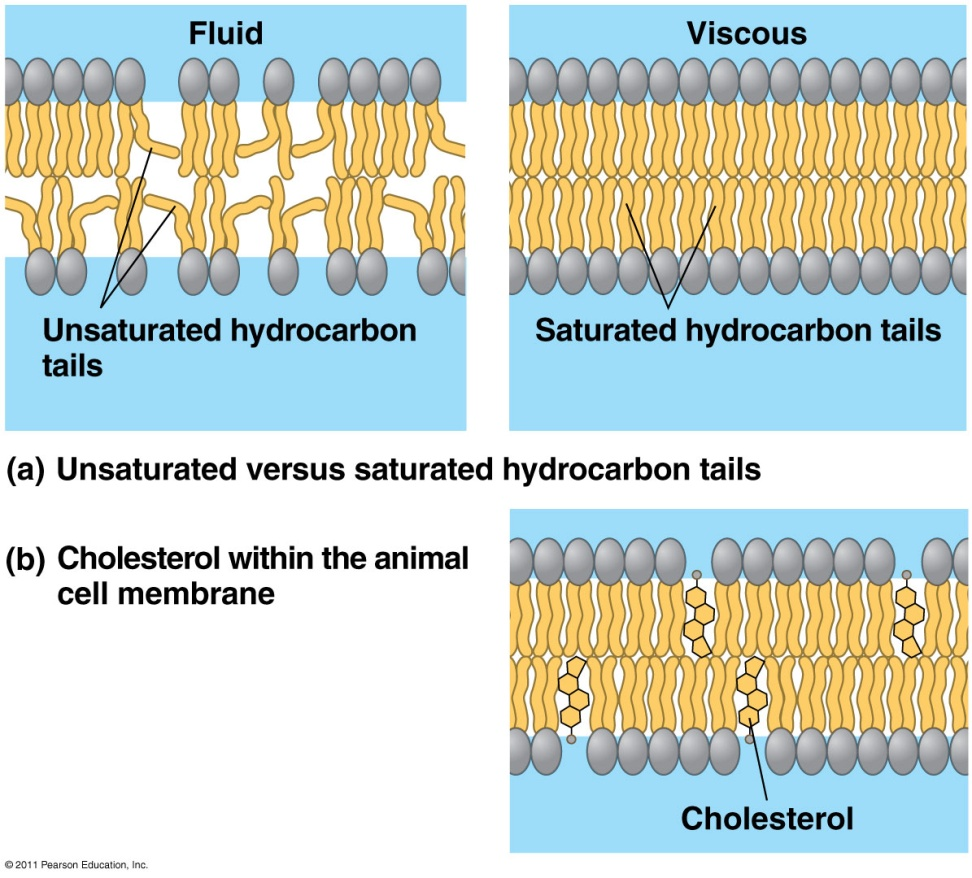 Fluid
Viscous
Unsaturated hydrocarbon
tails
Saturated hydrocarbon tails
(a) Unsaturated versus saturated hydrocarbon tails
(b) Cholesterol within the animal
cell membrane
Cholesterol
© 2011 Pearson Education, Inc.